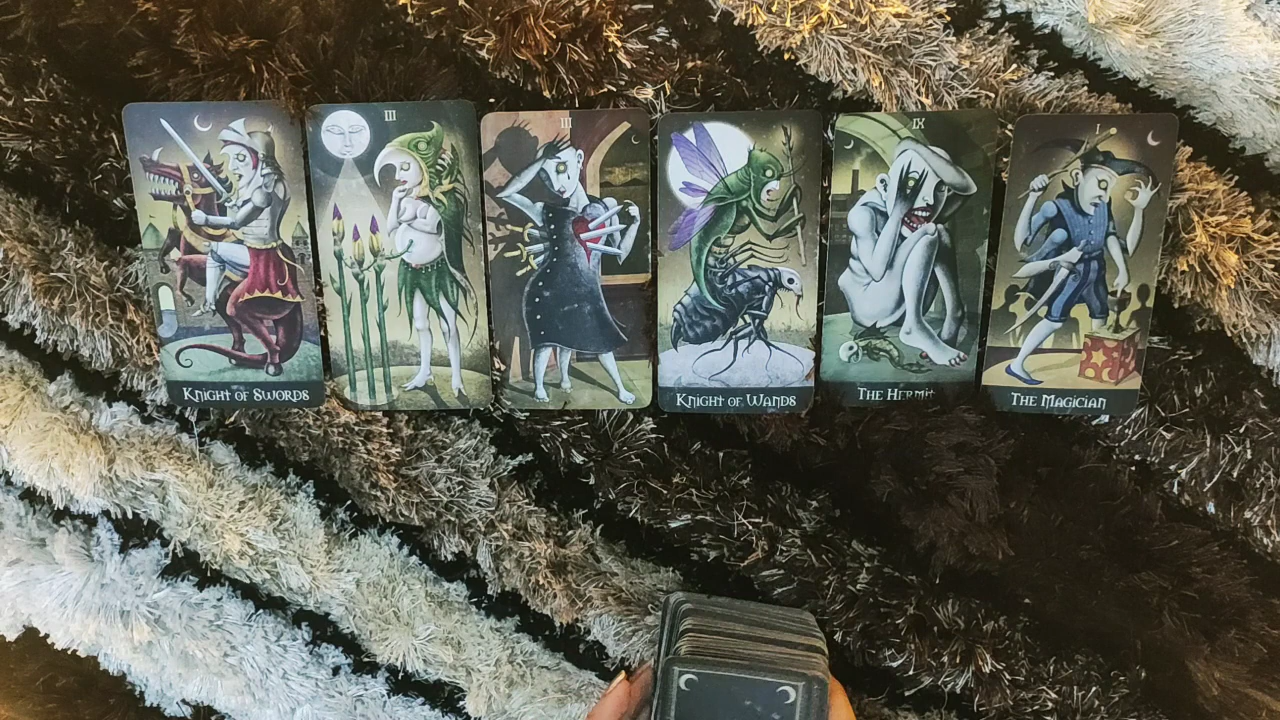 III
III
IX
I
Knight of Swords
Knight of Wands
The Hermit
The Magician